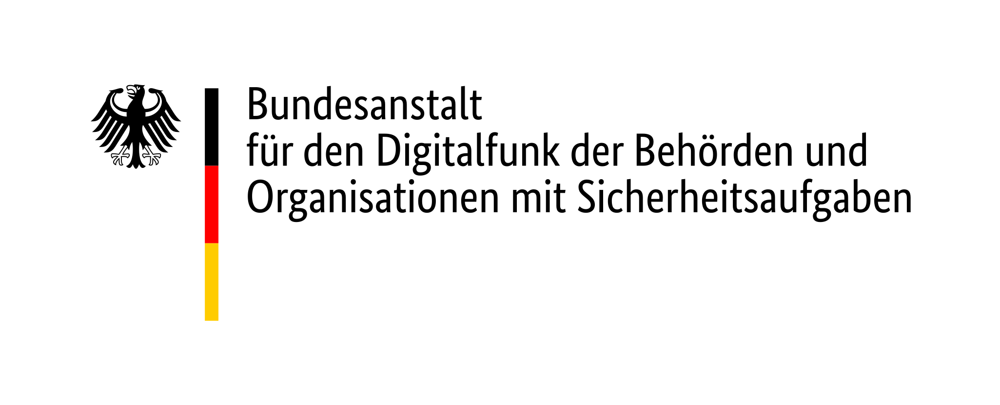 Bundesanstalt
für den Digitalfunk der Behörden und
Organisationen mit Sicherheitsaufgaben